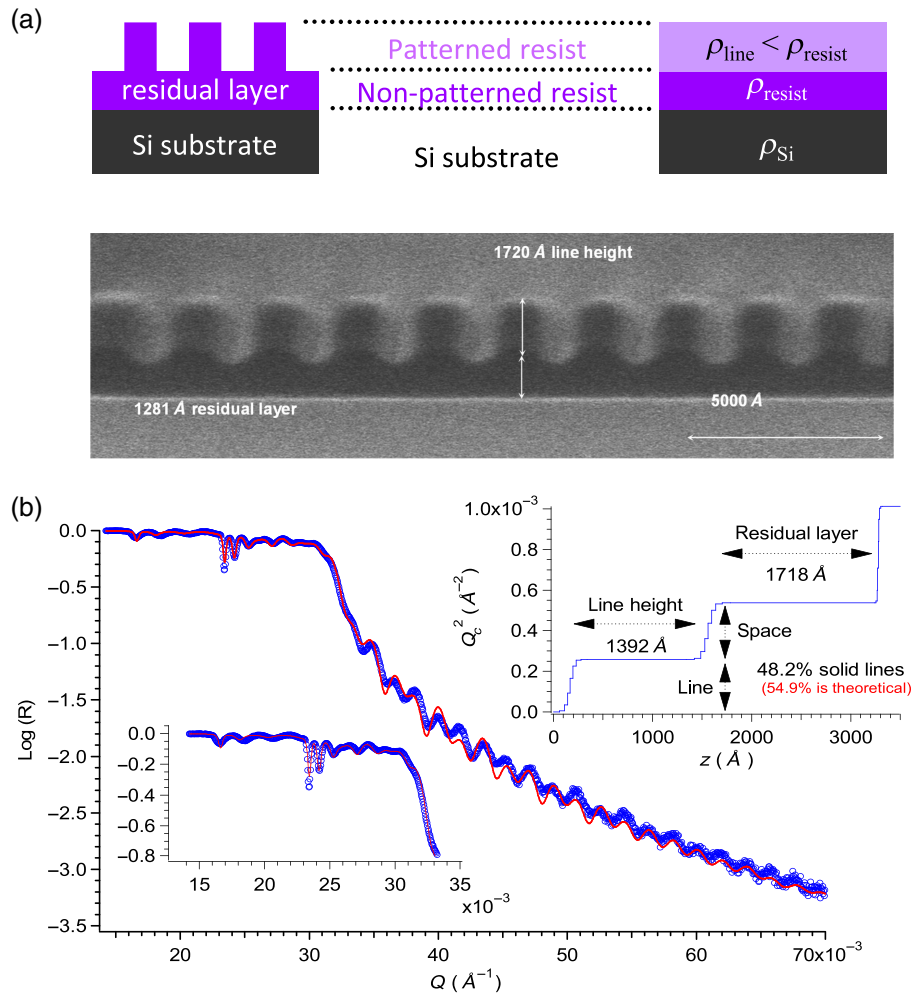 (a)
Patterned resist
ρline < ρresist
residual layer
Non-patterned resist
ρresist
Si substrate
Si substrate
ρSi
1720 Å line height
1281 Å residual layer
5000 Å
(b)
0.0
−0.5
−1.0
−1.5
−2.0
−2.5
−3.0
−3.5
Log (R)
20
30
40
50
60
70x10⁻³
Q (Å⁻¹)
0.0
−0.2
−0.4
−0.6
−0.8
15
20
25
30
35
x10⁻³
1.0x10⁻³
0.8
0.6
0.4
0.2
0.0
Qc² (Å⁻²)
Residual layer
1718 Å
Line height
1392 Å
Space
Line
48.2% solid lines
(54.9% is theoretical)
0
1000
2000
3000
z (Å)